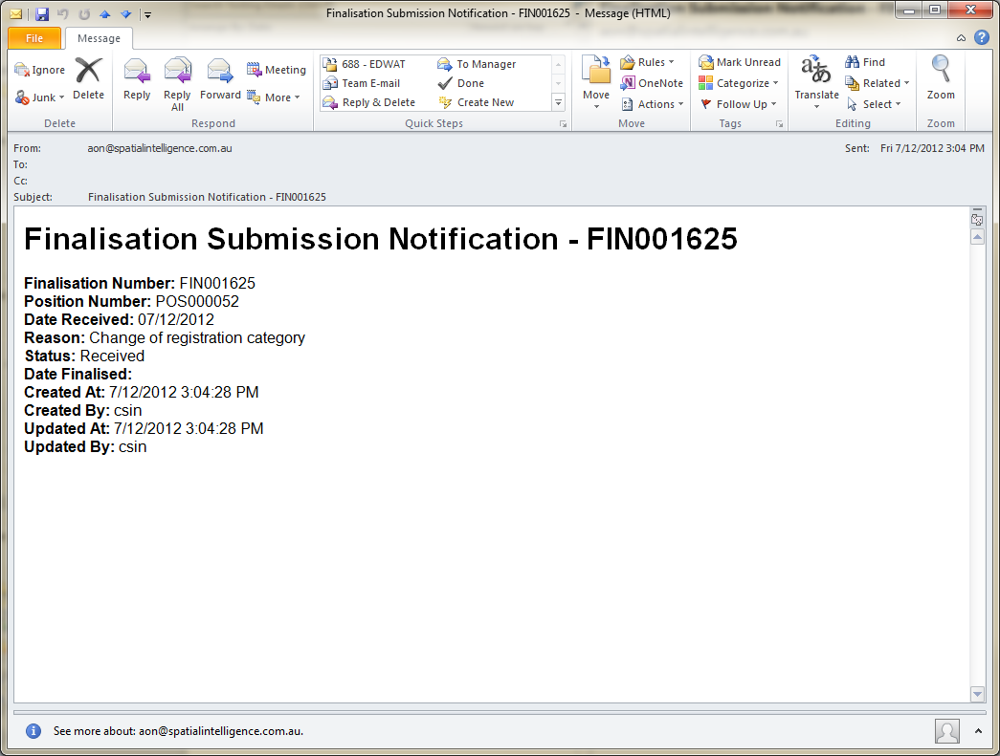 Finalisation Submission Notification - FIN001625 - Message (HTML)
File
Message
Ignore
Junk
Delete
Delete
Reply
Reply All
Forward
Meeting
More
Respond
688 - EDWAT
To Manager
Team E-mail
Done
Reply & Delete
Create New
Quick Steps
Move
Rules
OneNote
Actions
Move
Mark Unread
Categorize
Follow Up
Tags
Translate
Find
Related
Select
Editing
Zoom
Zoom
From: aon@spatialintelligence.com.au
Sent: Fri 7/12/2012 3:04 PM
To:
Cc:
Subject: Finalisation Submission Notification - FIN001625
Finalisation Submission Notification - FIN001625
Finalisation Number: FIN001625
Position Number: POS000052
Date Received: 07/12/2012
Reason: Change of registration category
Status: Received
Date Finalised:
Created At: 7/12/2012 3:04:28 PM
Created By: csin
Updated At: 7/12/2012 3:04:28 PM
Updated By: csin
See more about: aon@spatialintelligence.com.au.